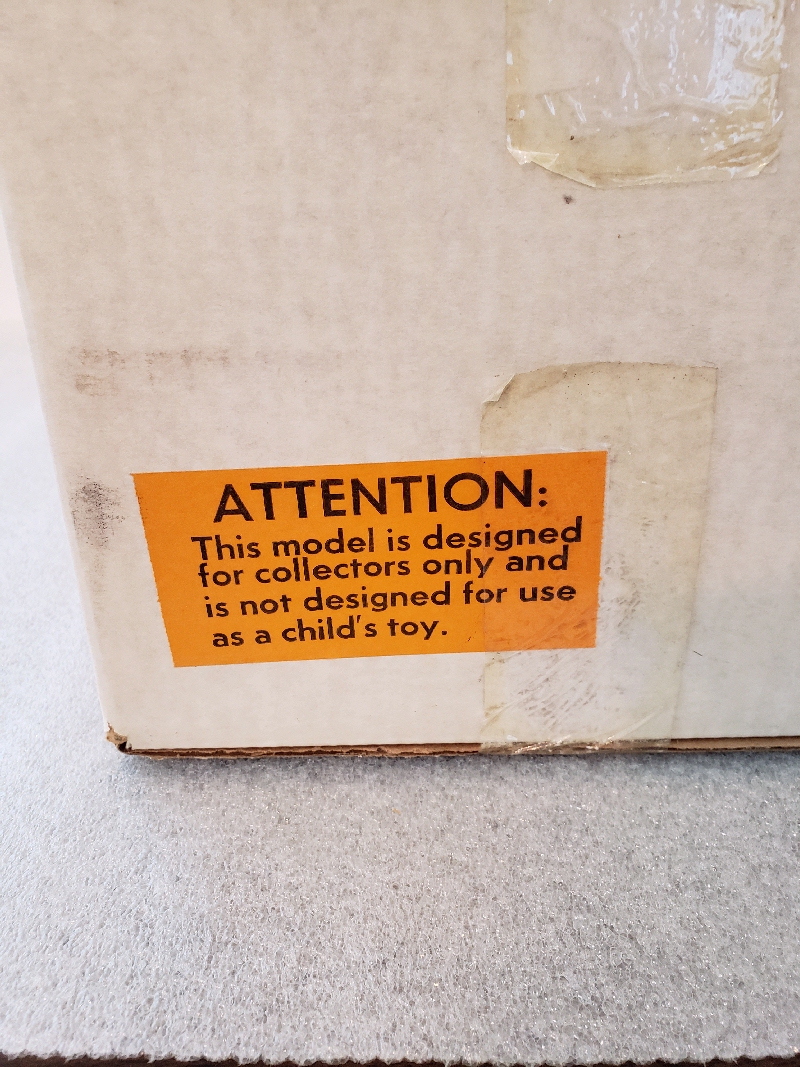 ATTENTION:
This model is designed
for collectors only and
is not designed for use
as a child's toy.